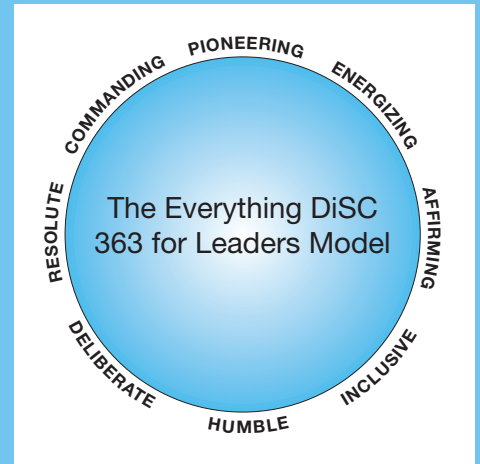 PIONEERING
ENERGIZING
AFFIRMING
INCLUSIVE
HUMBLE
DELIBERATE
RESOLUTE
COMMANDING
The Everything DiSC
363 for Leaders Model